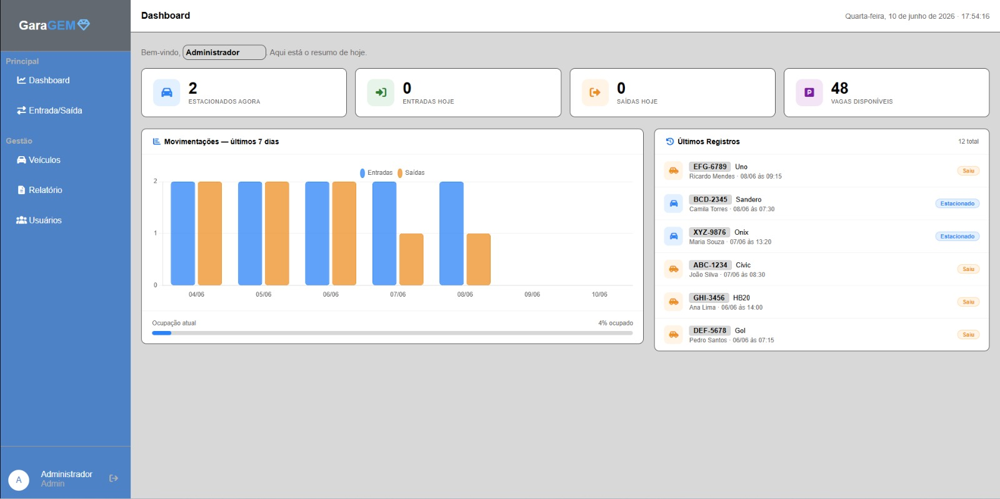 GaraGEM
Principal
Dashboard
Entrada/Saída
Gestão
Veículos
Relatório
Usuários
A
Administrador
Admin
Dashboard
Quarta-feira, 10 de junho de 2026 · 17:54:16
Bem-vindo, Administrador Aqui está o resumo de hoje.
2
ESTACIONADOS AGORA
0
ENTRADAS HOJE
0
SAÍDAS HOJE
P
48
VAGAS DISPONÍVEIS
Movimentações — últimos 7 dias
Entradas Saídas
2
1
0
04/06 05/06 06/06 07/06 08/06 09/06 10/06
Ocupação atual 4% ocupado
Últimos Registros 12 total
EFG-6789 Uno
Ricardo Mendes · 08/06 às 09:15
Saiu
BCD-2345 Sandero
Camila Torres · 08/06 às 07:30
Estacionado
XYZ-9876 Onix
Maria Souza · 07/06 às 13:20
Estacionado
ABC-1234 Civic
João Silva · 07/06 às 08:30
Saiu
GHI-3456 HB20
Ana Lima · 06/06 às 14:00
Saiu
DEF-5678 Gol
Pedro Santos · 06/06 às 07:15
Saiu